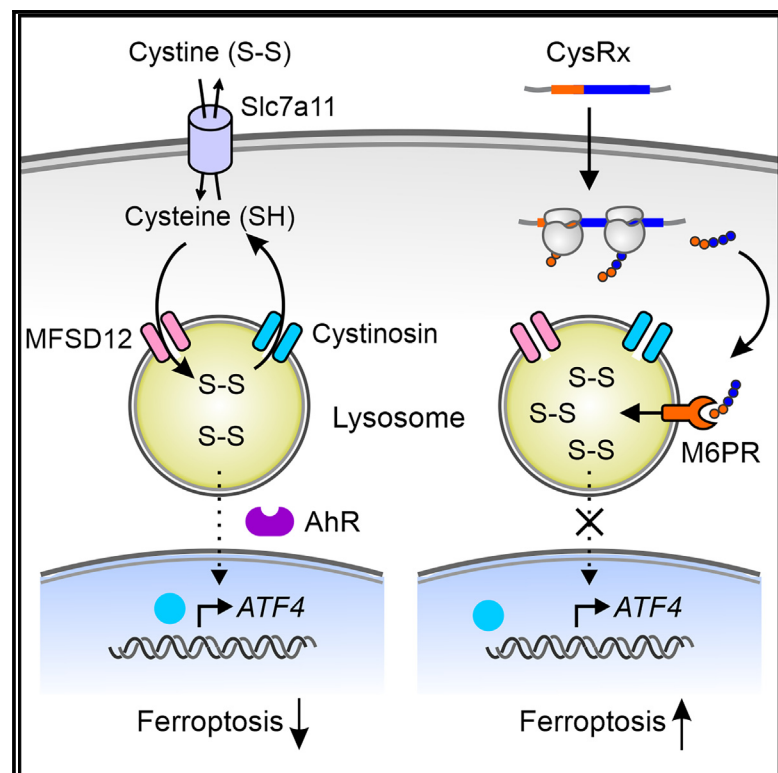 Cystine (S-S)
Slc7a11
Cysteine (SH)
MFSD12
Cystinosin
S-S
S-S
Lysosome
AhR
ATF4
Ferroptosis
CysRx
S-S
S-S
S-S
M6PR
ATF4
Ferroptosis